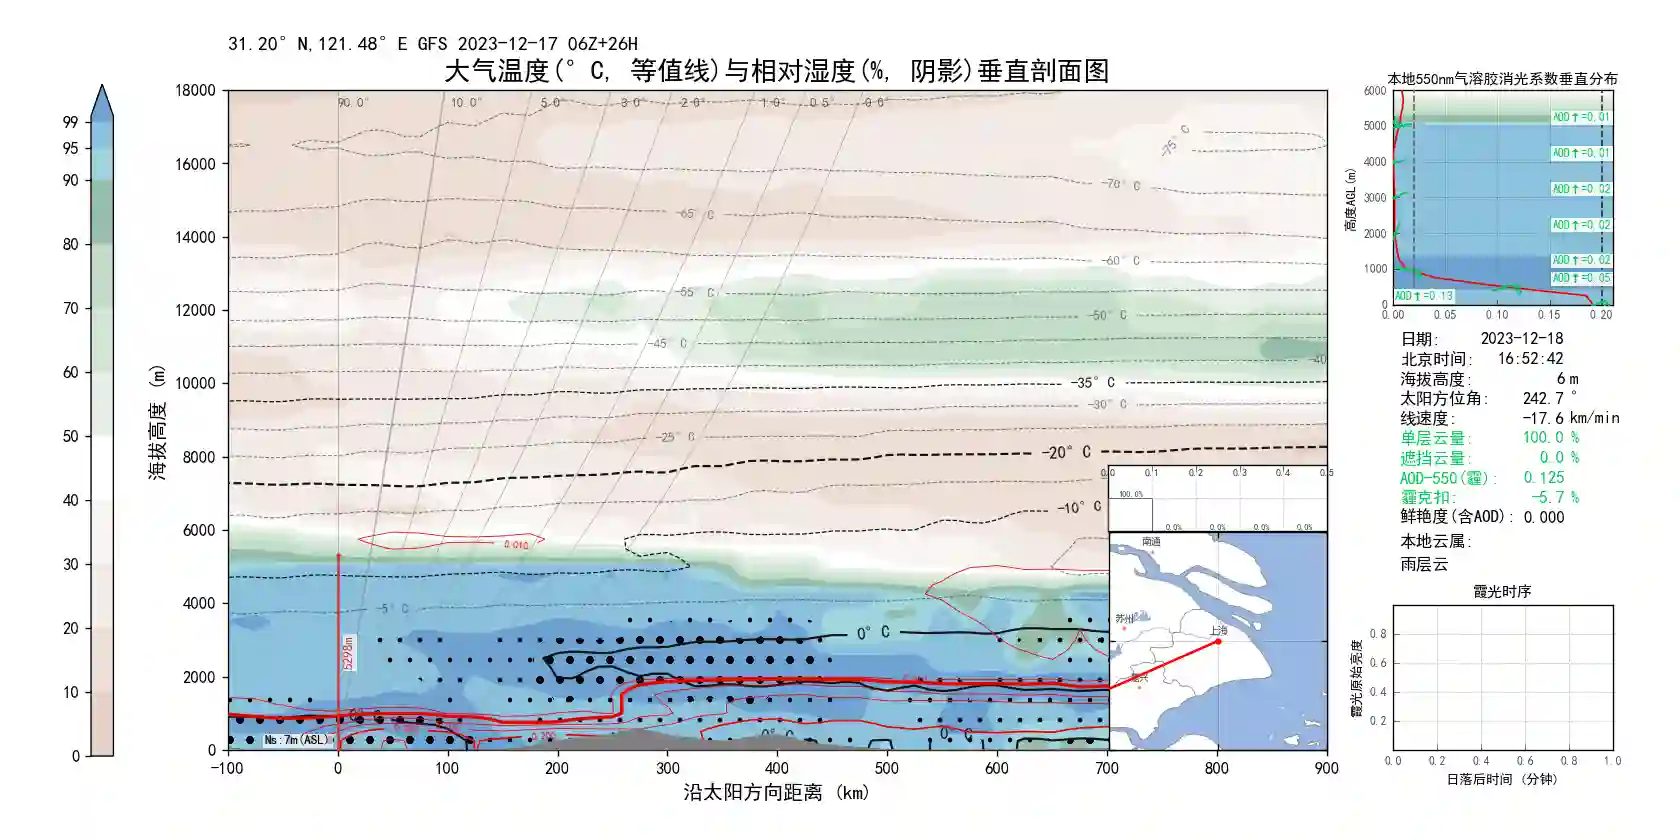 31.20° N,121.48° E GFS 2023-12-17 06Z+26H
大气温度(° C, 等值线)与相对湿度(%, 阴影)垂直剖面图
99
95
90
80
70
60
50
40
30
20
10
0
海拔高度 (m)
18000
16000
14000
12000
10000
8000
6000
4000
2000
0
90.0° 10.0° 5.0° 3.0° 2.0° 1.0° 0.5° 0.0°
-75° C
-70° C
-65° C
-60° C
-55° C
-50° C
-45° C
-40
-35° C
-30° C
-25° C
-20° C
-10° C
-5° C
0° C
0.010
5298m
Ns:7m(ASL)
0.200
0° C
0° C
0° C
-100 0 100 200 300 400 500 600 700 800 900
沿太阳方向距离 (km)
0.0 0.1 0.2 0.3 0.4 0.5
100.0%
0.0% 0.0% 0.0% 0.0%
南通
苏州
上海
本地550nm气溶胶消光系数垂直分布
高度AGL(m)
6000
5000
4000
3000
2000
1000
0
AOD↑=0.01
AOD↑=0.01
AOD↑=0.02
AOD↑=0.02
AOD↑=0.02
AOD↑=0.05
AOD↑=0.13
0.00 0.05 0.10 0.15 0.20
日期: 2023-12-18
北京时间: 16:52:42
海拔高度: 6 m
太阳方位角: 242.7 °
线速度: -17.6 km/min
单层云量: 100.0 %
遮挡云量: 0.0 %
AOD-550(霾): 0.125
霾克扣: -5.7 %
鲜艳度(含AOD): 0.000
本地云属:
雨层云
霞光时序
霞光原始亮度
0.8
0.6
0.4
0.2
0.0 0.2 0.4 0.6 0.8 1.0
日落后时间 (分钟)